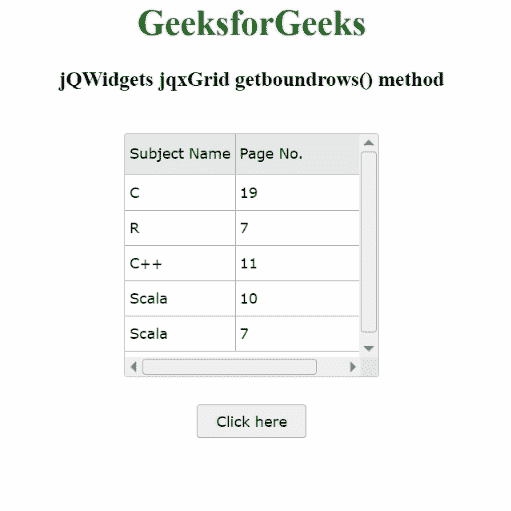 GeeksforGeeks
jQWidgets jqxGrid getboundrows() method
Subject Name Page No.
C 19
R 7
C++ 11
Scala 10
Scala 7
Click here